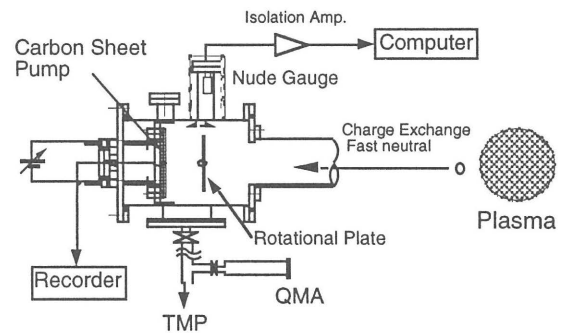 Isolation Amp.
Carbon Sheet
Pump
Computer
Nude Gauge
Charge Exchange
Fast neutral
Plasma
Rotational Plate
Recorder
QMA
TMP